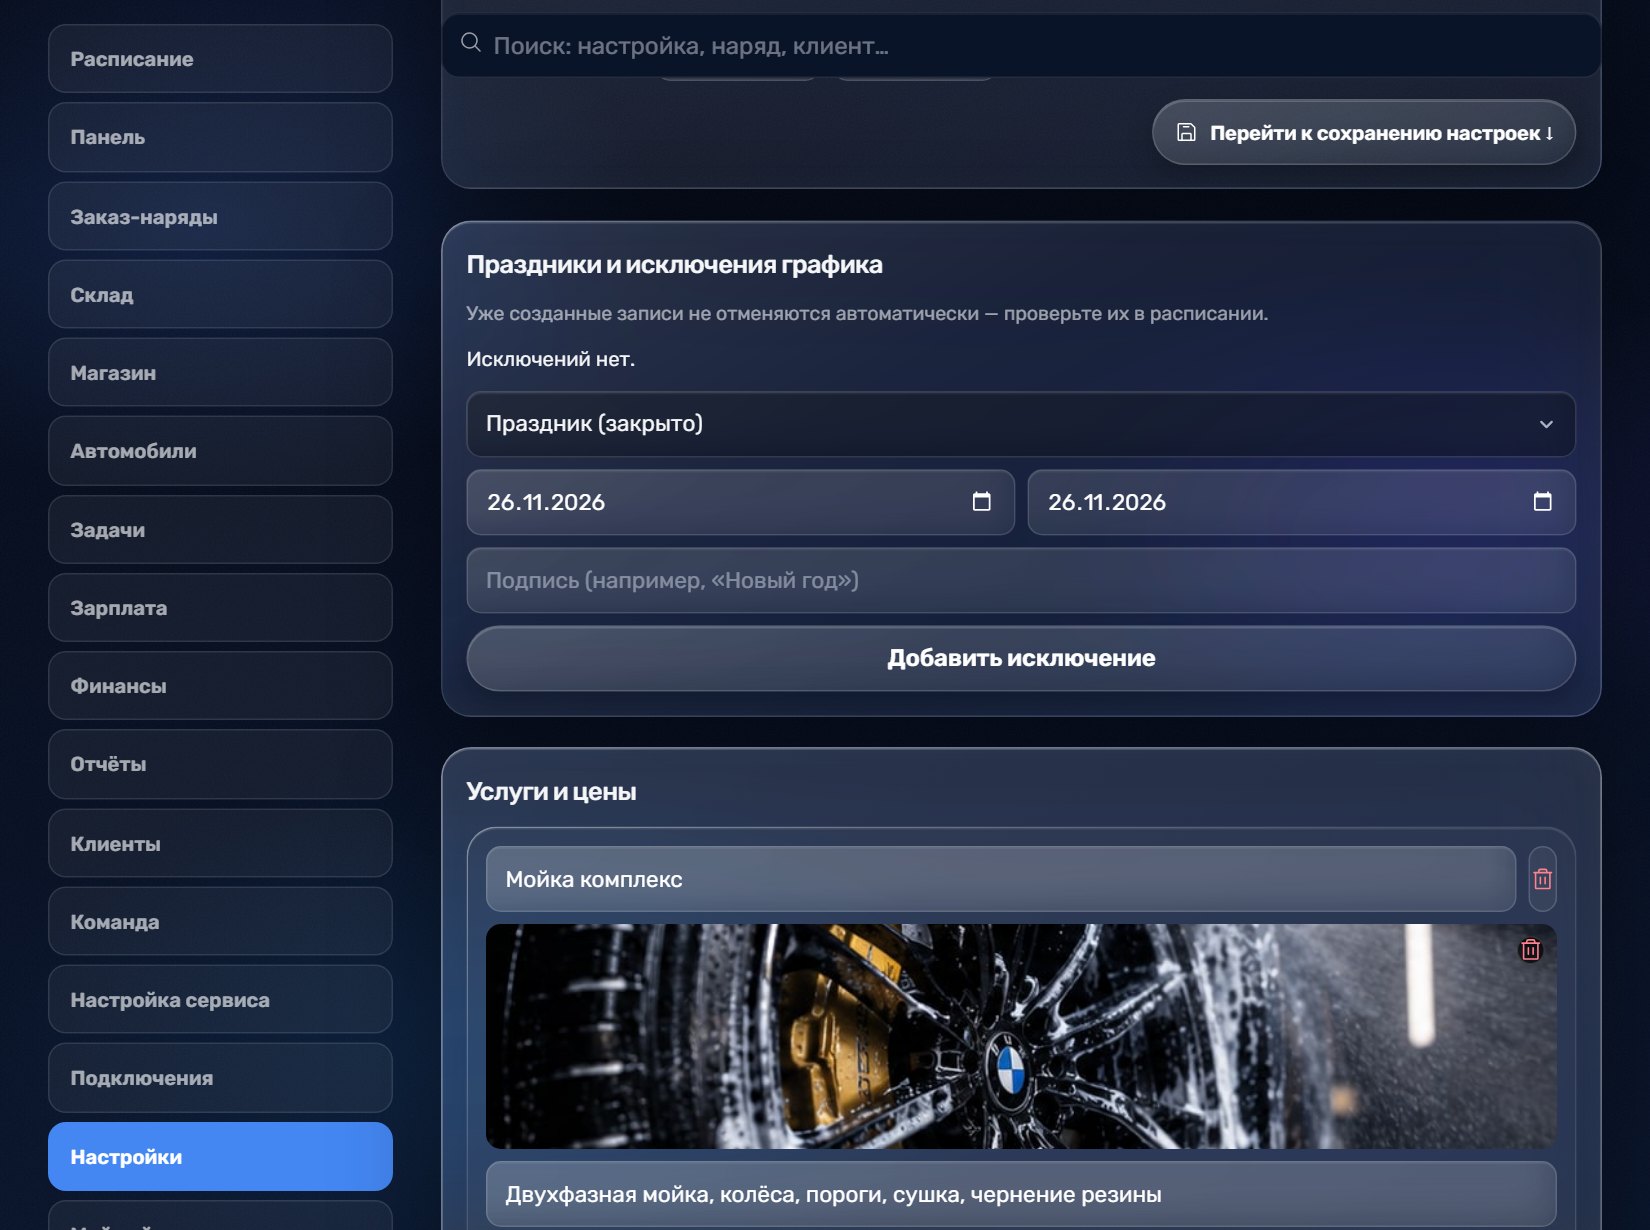 Расписание
Панель
Заказ-наряды
Склад
Магазин
Автомобили
Задачи
Зарплата
Финансы
Отчёты
Клиенты
Команда
Настройка сервиса
Подключения
Настройки
Поиск: настройка, наряд, клиент...
Перейти к сохранению настроек ↓
Праздники и исключения графика
Уже созданные записи не отменяются автоматически — проверьте их в расписании.
Исключений нет.
Праздник (закрыто)
26.11.2026 26.11.2026
Подпись (например, «Новый год»)
Добавить исключение
Услуги и цены
Мойка комплекс
Двухфазная мойка, колёса, пороги, сушка, чернение резины